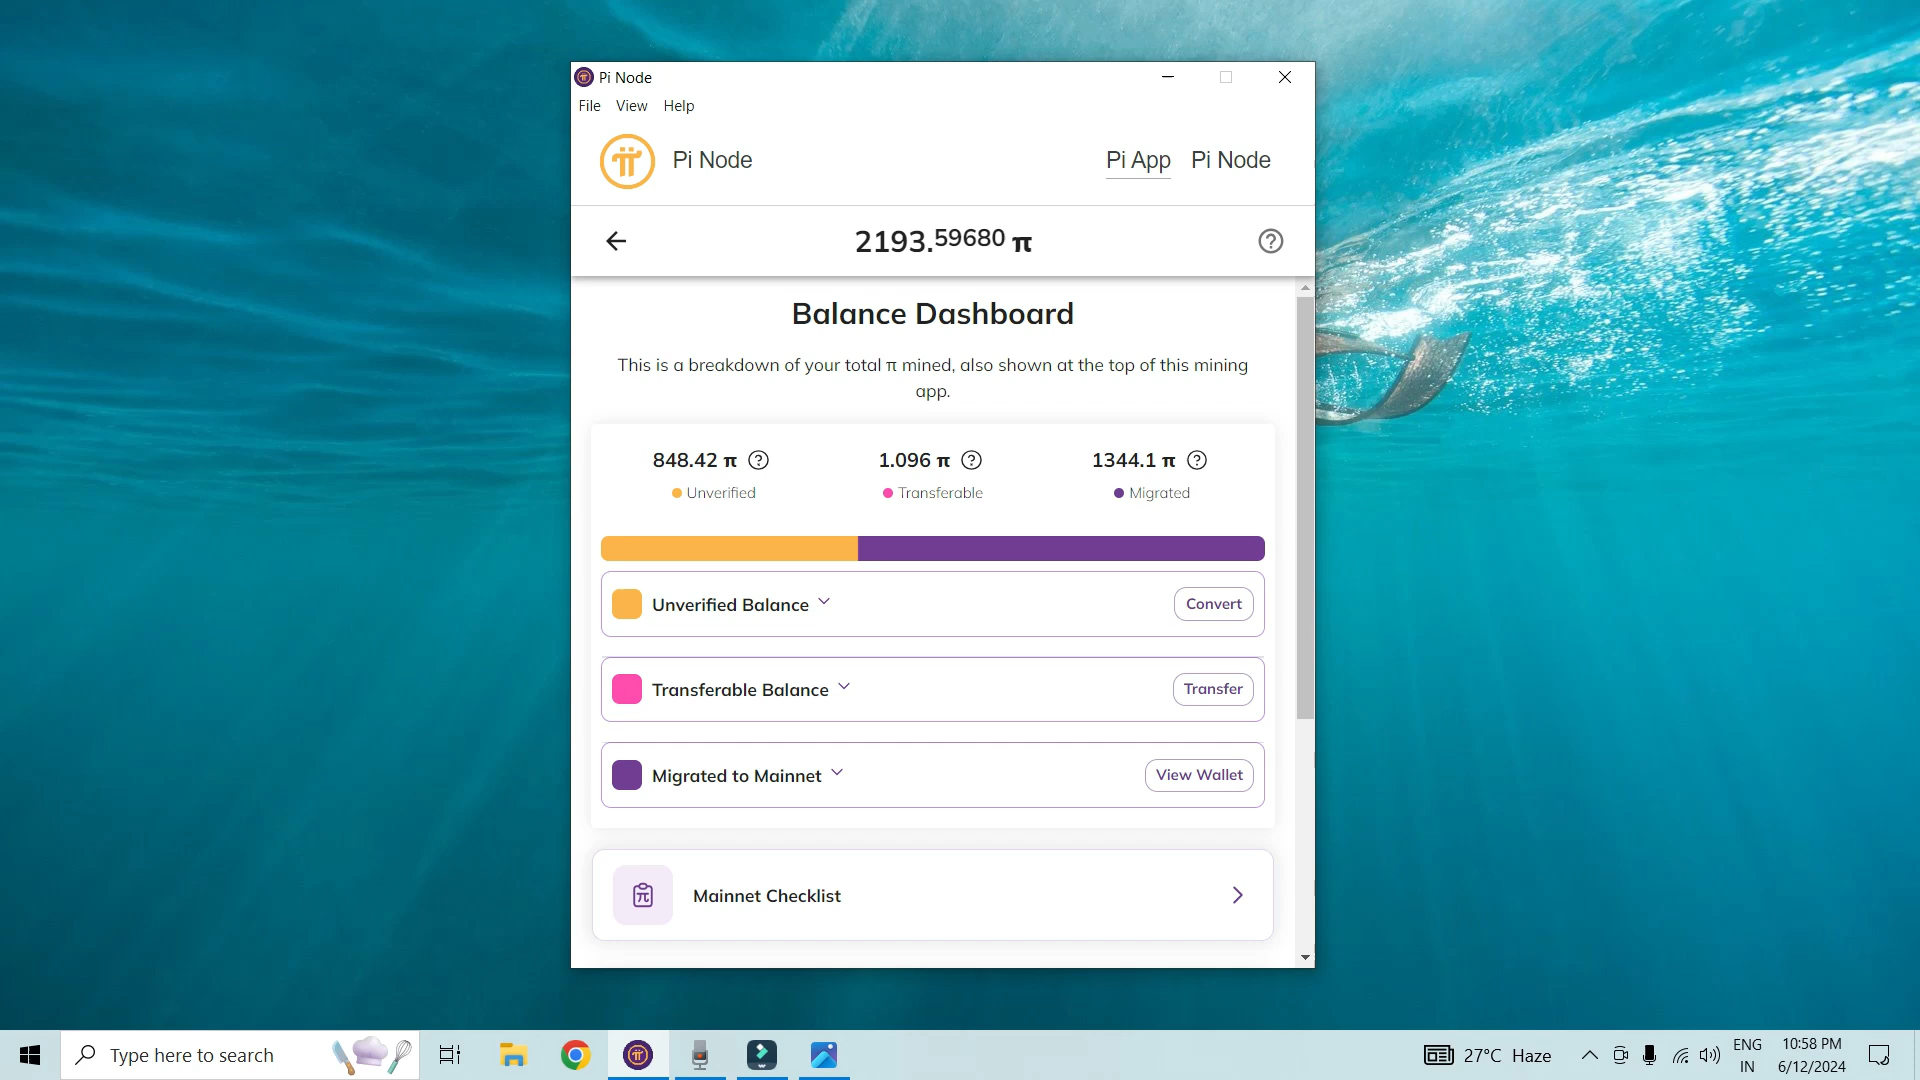 Pi Node
File View Help
Pi Node
Pi App Pi Node
2193.59680 π
Balance Dashboard
This is a breakdown of your total π mined, also shown at the top of this mining
app.
848.42 π 1.096 π 1344.1 π
Unverified Transferable Migrated
Unverified Balance Convert
Transferable Balance Transfer
Migrated to Mainnet View Wallet
Mainnet Checklist
Type here to search
27°C Haze
ENG
IN
10:58 PM
6/12/2024